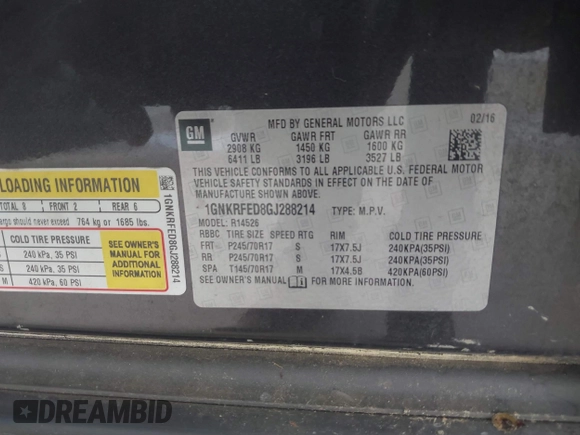 GM
MFD BY GENERAL MOTORS LLC 02/16
GVWR GAWR FRT GAWR RR
2908 KG 1450 KG 1600 KG
6411 LB 3196 LB 3527 LB
THIS VEHICLE CONFORMS TO ALL APPLICABLE U.S. FEDERAL MOTOR
VEHICLE SAFETY STANDARDS IN EFFECT ON THE DATE OF
MANUFACTURE SHOWN ABOVE.
1GNKRFED8GJ288214 TYPE: M.P.V.
MODEL: R14526
RBBC TIRE SIZE SPEED RTG RIM
FRT - P245/70R17 S 17X7.5J 240KPA(35PSI)
RR - P245/70R17 S 17X7.5J 240KPA(35PSI)
SPA - T145/70R17 M 17X4.5B 420KPA(60PSI)
SEE OWNER'S MANUAL FOR MORE INFORMATION.
LOADING INFORMATION
TOTAL 8 FRONT 2 REAR 6
cargo should never exceed 764 kg or 1685 lbs.
COLD TIRE PRESSURE
S 240 kPa, 35 PSI
S 240 kPa, 35 PSI
M 420 kPa, 60 PSI
SEE OWNER'S
MANUAL FOR
ADDITIONAL
INFORMATION
1GNKRFED8GJ288214
DREAMBID